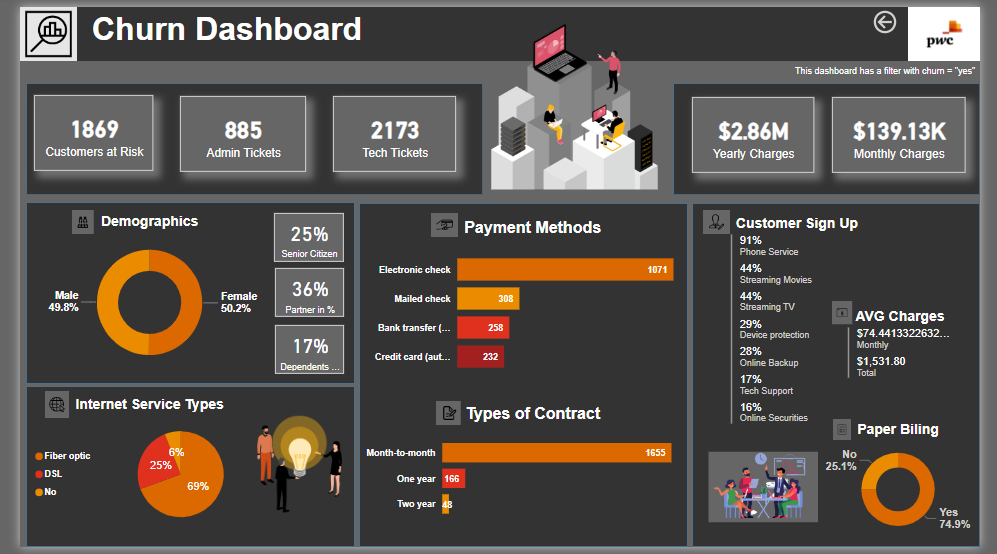 Churn Dashboard
pwc
This dashboard has a filter with churn = "yes"
1869
Customers at Risk
885
Admin Tickets
2173
Tech Tickets
$2.86M
Yearly Charges
$139.13K
Monthly Charges
Demographics
Male
49.8%
Female
50.2%
25%
Senior Citizen
36%
Partner in %
17%
Dependents ...
Internet Service Types
Fiber optic
DSL
No
6%
25%
69%
Payment Methods
Electronic check 1071
Mailed check 308
Bank transfer (... 258
Credit card (aut... 232
Types of Contract
Month-to-month 1655
One year 166
Two year 48
Customer Sign Up
91%
Phone Service
44%
Streaming Movies
44%
Streaming TV
29%
Device protection
28%
Online Backup
17%
Tech Support
16%
Online Securities
AVG Charges
$74.4413322632...
Monthly
$1,531.80
Total
Paper Biling
No
25.1%
Yes
74.9%